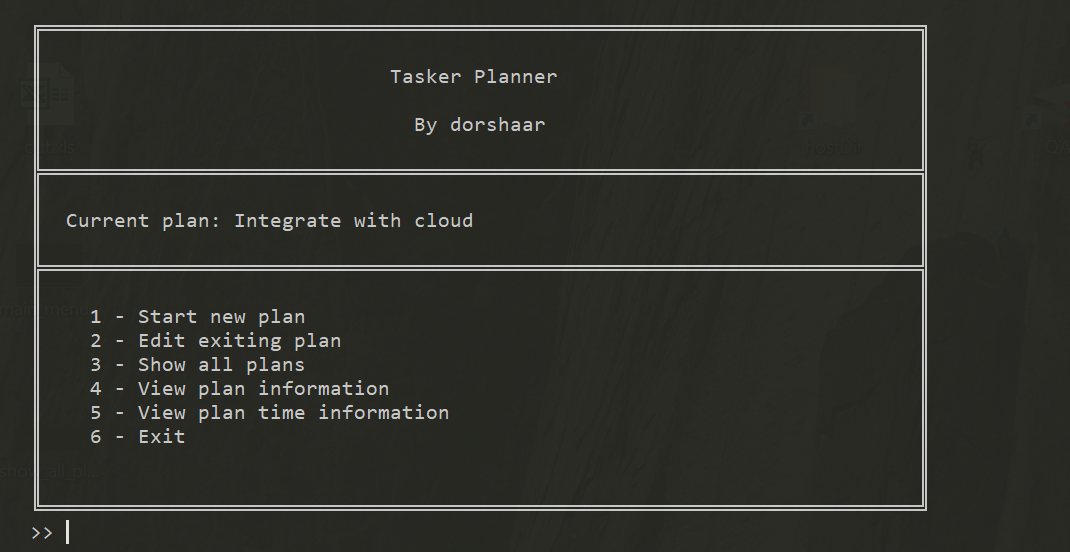 Tasker Planner
By dorshaar
Current plan: Integrate with cloud
1 - Start new plan
2 - Edit exiting plan
3 - Show all plans
4 - View plan information
5 - View plan time information
6 - Exit
>>